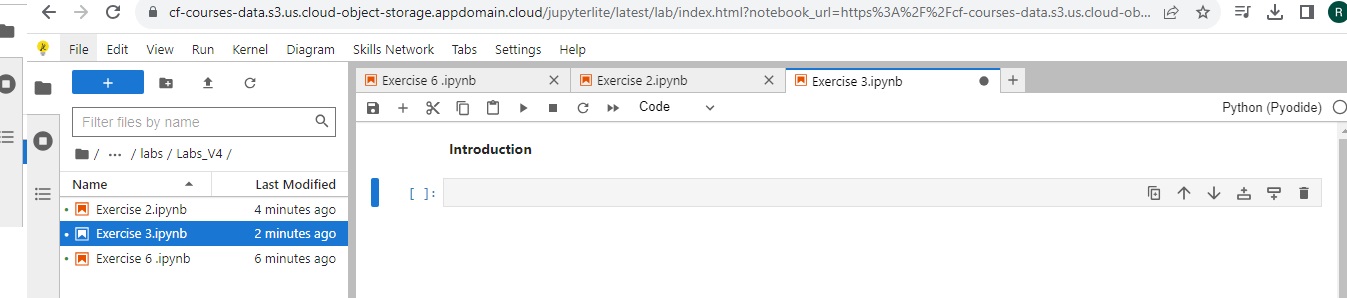 cf-courses-data.s3.us.cloud-object-storage.appdomain.cloud/jupyterlite/latest/lab/index.html?notebook_url=https%3A%2F%2Fcf-courses-data.s3.us.cloud-ob...
R
File Edit View Run Kernel Diagram Skills Network Tabs Settings Help
Exercise 6 .ipynb Exercise 2.ipynb Exercise 3.ipynb
Code Python (Pyodide)
Filter files by name
/ ... / labs / Labs_V4 /
Introduction
Name Last Modified
[ ]:
Exercise 2.ipynb 4 minutes ago
Exercise 3.ipynb 2 minutes ago
Exercise 6 .ipynb 6 minutes ago